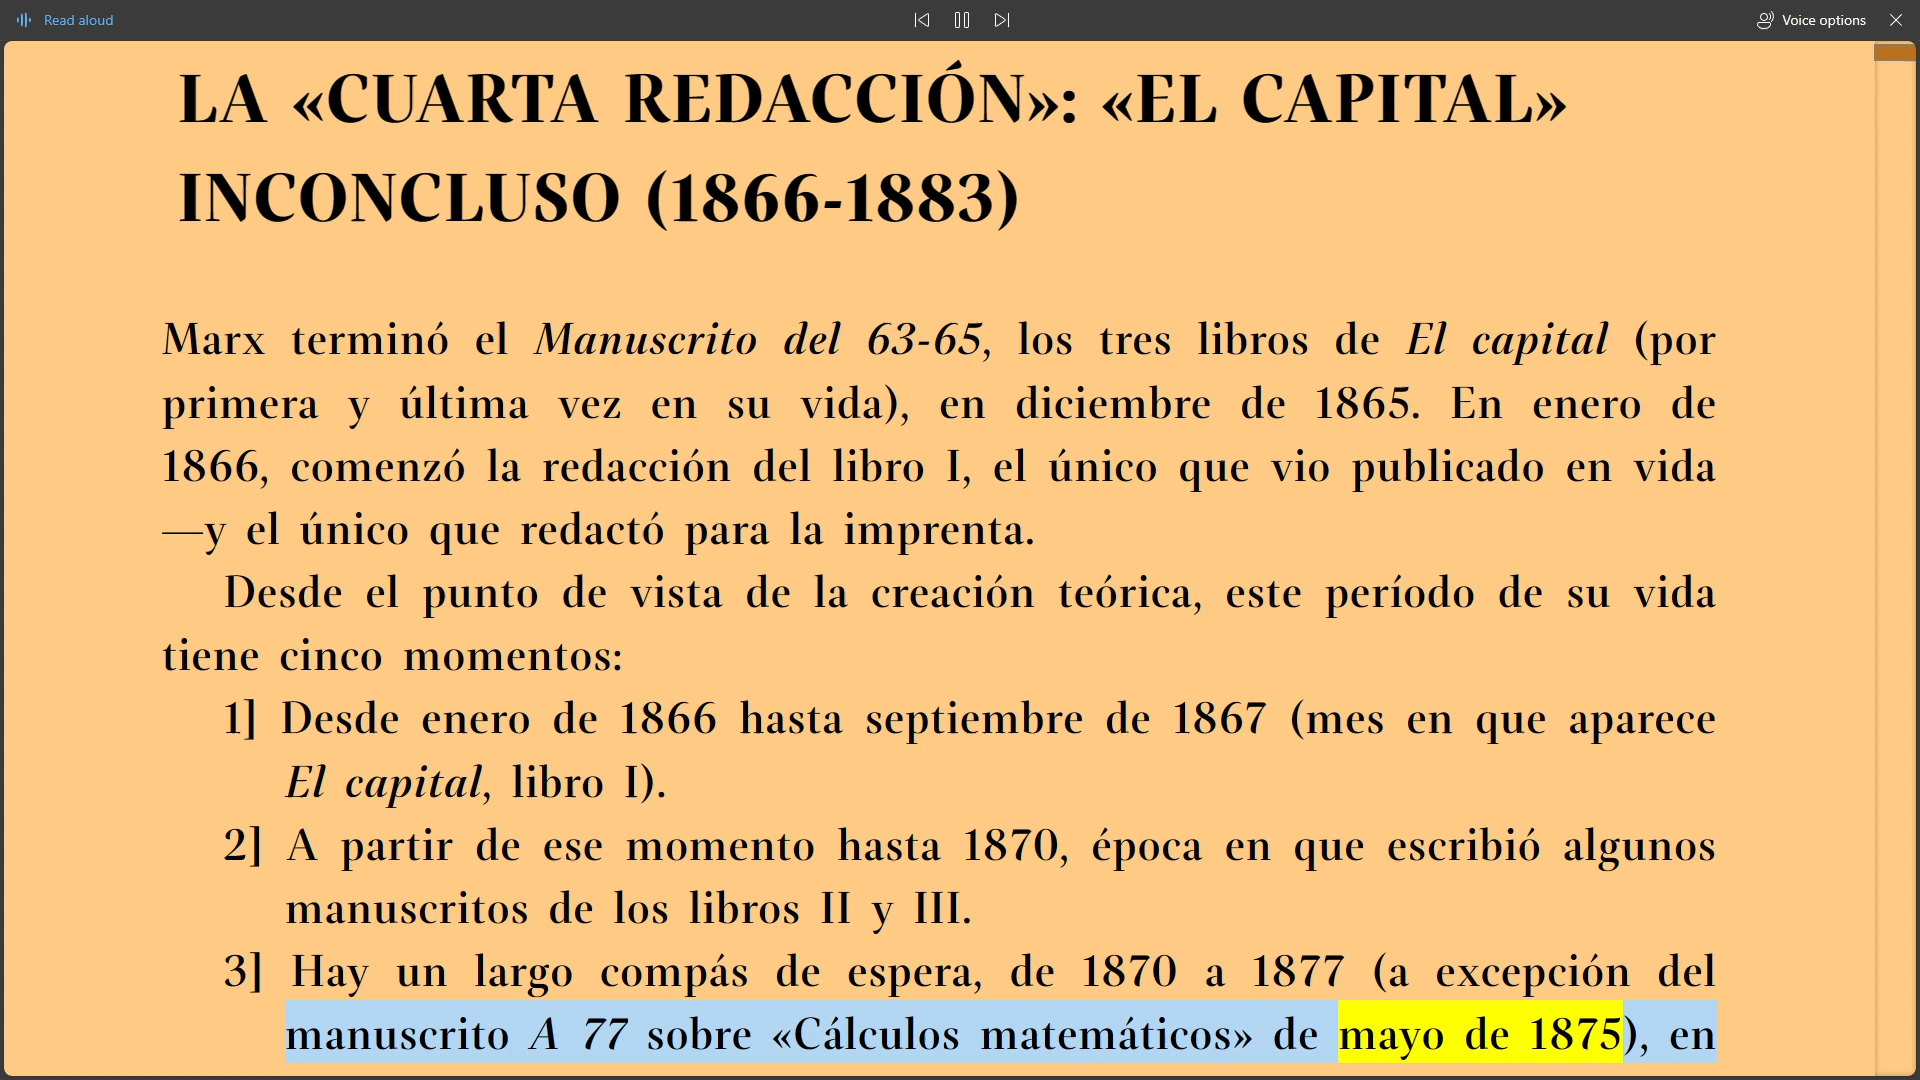 Read aloud
Voice options
LA «CUARTA REDACCIÓN»: «EL CAPITAL»
INCONCLUSO (1866-1883)
Marx terminó el Manuscrito del 63-65, los tres libros de El capital (por
primera y última vez en su vida), en diciembre de 1865. En enero de
1866, comenzó la redacción del libro I, el único que vio publicado en vida
—y el único que redactó para la imprenta.
Desde el punto de vista de la creación teórica, este período de su vida
tiene cinco momentos:
1] Desde enero de 1866 hasta septiembre de 1867 (mes en que aparece
El capital, libro I).
2] A partir de ese momento hasta 1870, época en que escribió algunos
manuscritos de los libros II y III.
3] Hay un largo compás de espera, de 1870 a 1877 (a excepción del
manuscrito A 77 sobre «Cálculos matemáticos» de mayo de 1875), en